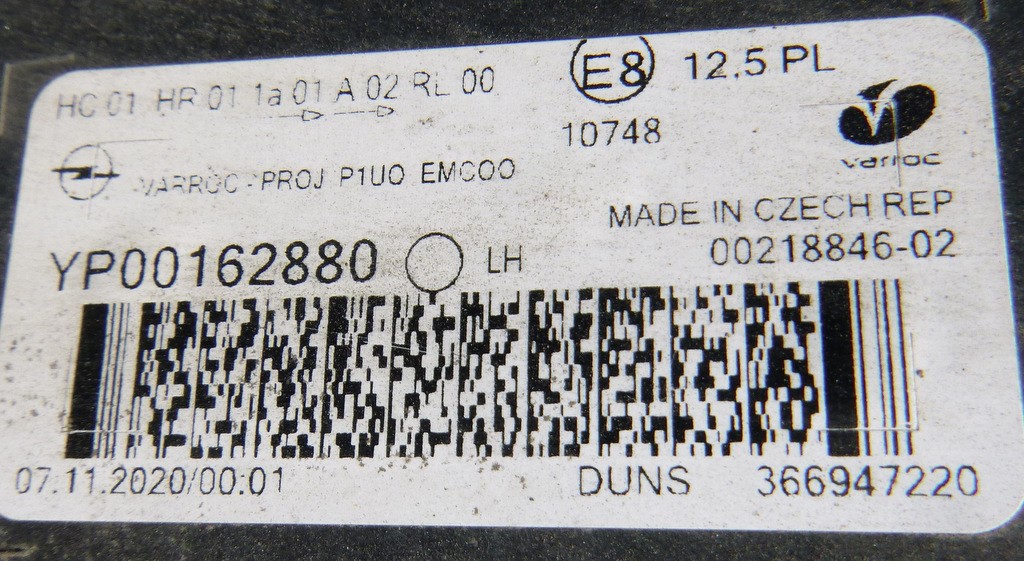 HC 01 HR 01 1a 01 A 02 RL 00
E8 12,5 PL
10748
varroc
VARROC - PROJ P1UO EMCOO
MADE IN CZECH REP
00218846-02
YP00162880 LH
07.11.2020/00:01 DUNS 366947220